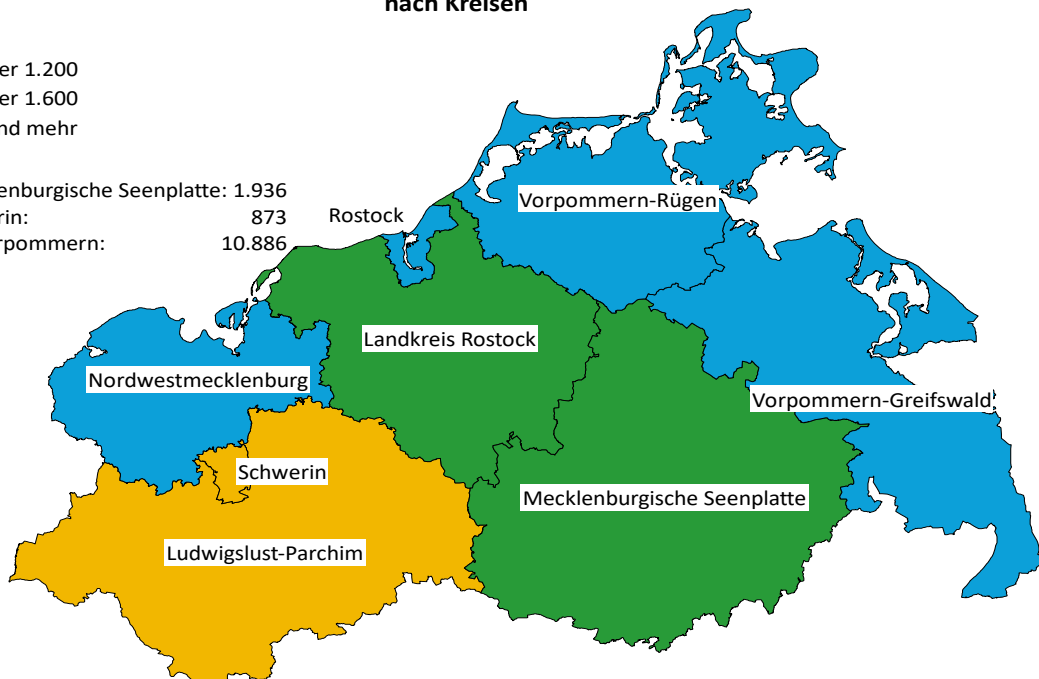 nach Kreisen
er 1.200
er 1.600
nd mehr
enburgische Seenplatte: 1.936
rin: 873
rpommern: 10.886
Rostock
Vorpommern-Rügen
Landkreis Rostock
Nordwestmecklenburg
Vorpommern-Greifswald
Schwerin
Mecklenburgische Seenplatte
Ludwigslust-Parchim